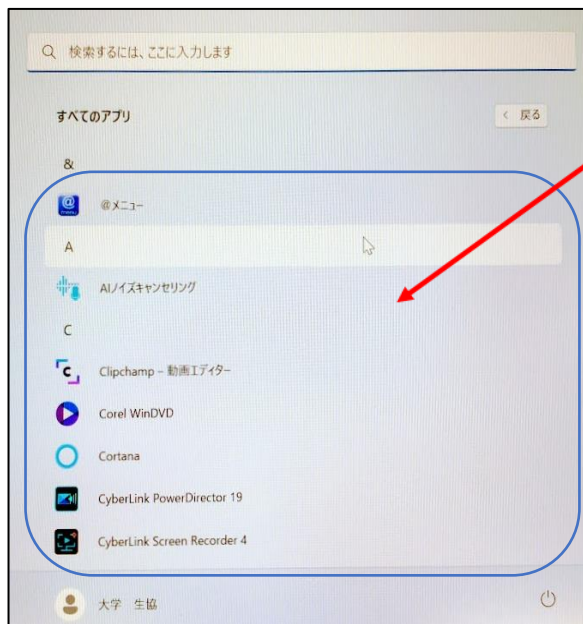 検索するには、ここに入力します
すべてのアプリ
< 戻る
&
@メニュー
A
AIノイズキャンセリング
C
Clipchamp – 動画エディター
Corel WinDVD
Cortana
CyberLink PowerDirector 19
CyberLink Screen Recorder 4
大学 生協